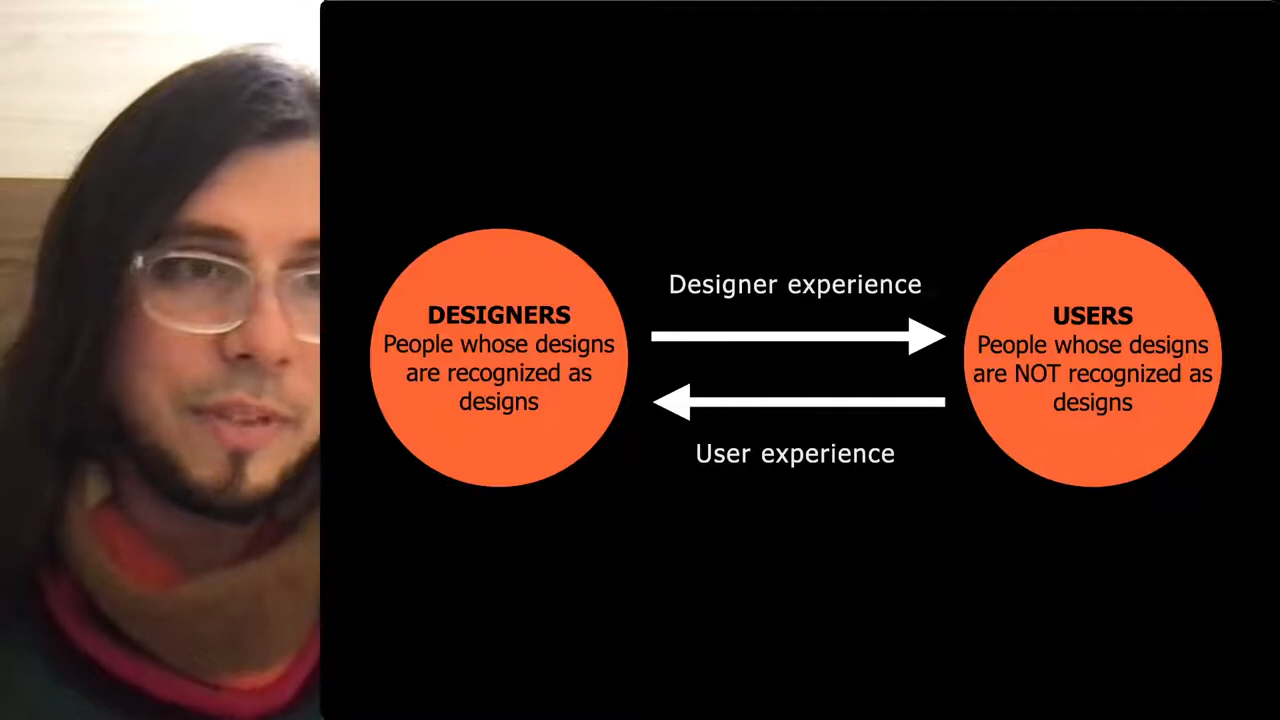 DESIGNERS
People whose designs
are recognized as
designs
Designer experience
User experience
USERS
People whose designs
are NOT recognized as
designs